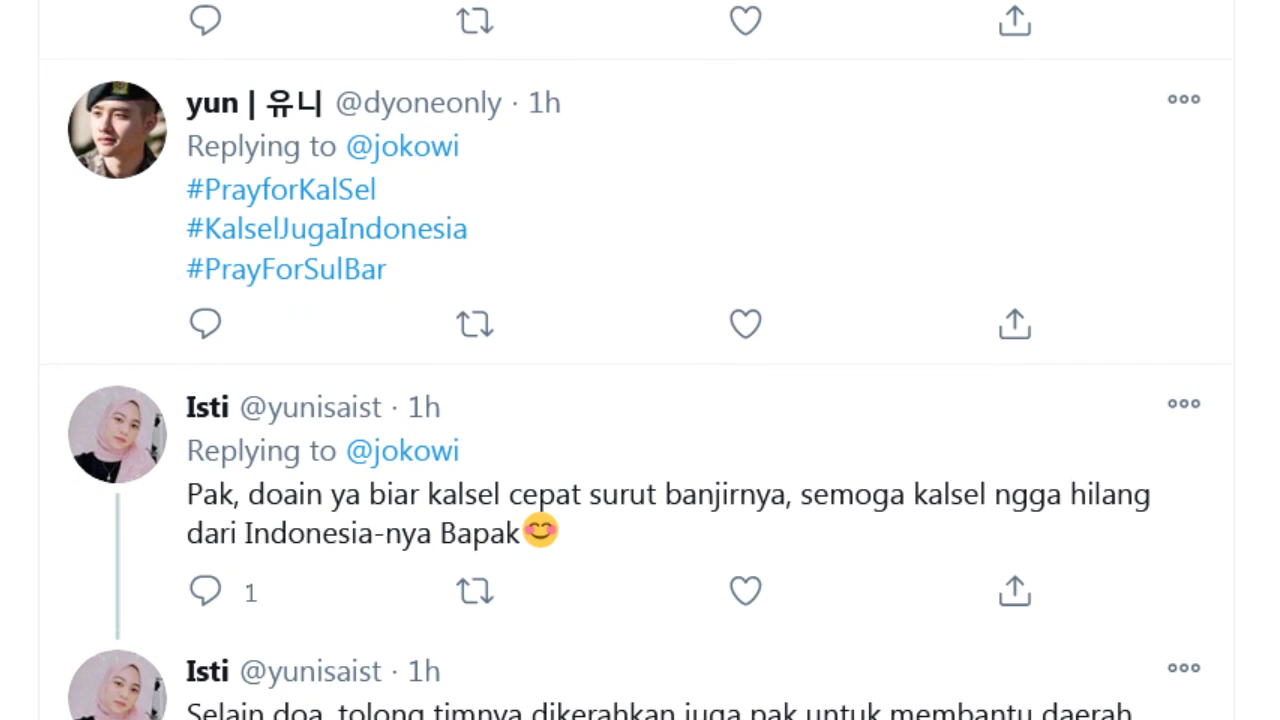 yun | 유니 @dyoneonly · 1h
Replying to @jokowi
#PrayforKalSel
#KalselJugaIndonesia
#PrayForSulBar
Isti @yunisaist · 1h
Replying to @jokowi
Pak, doain ya biar kalsel cepat surut banjirnya, semoga kalsel ngga hilang
dari Indonesia-nya Bapak😊
1
Isti @yunisaist · 1h
Selain doa, tolong timnya dikerahkan juga pak untuk membantu daerah